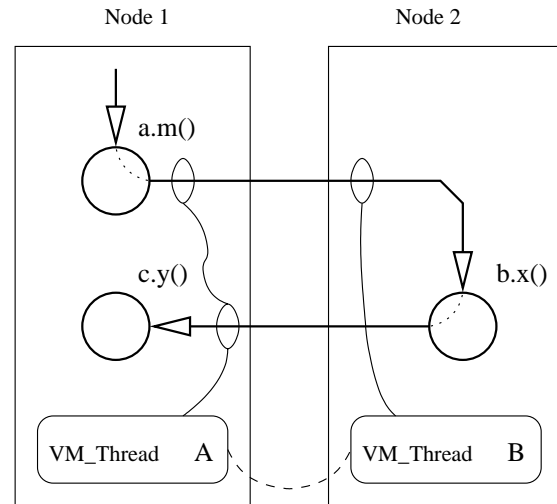 Node 1
Node 2
a.m()
c.y()
b.x()
VM_Thread A
VM_Thread B